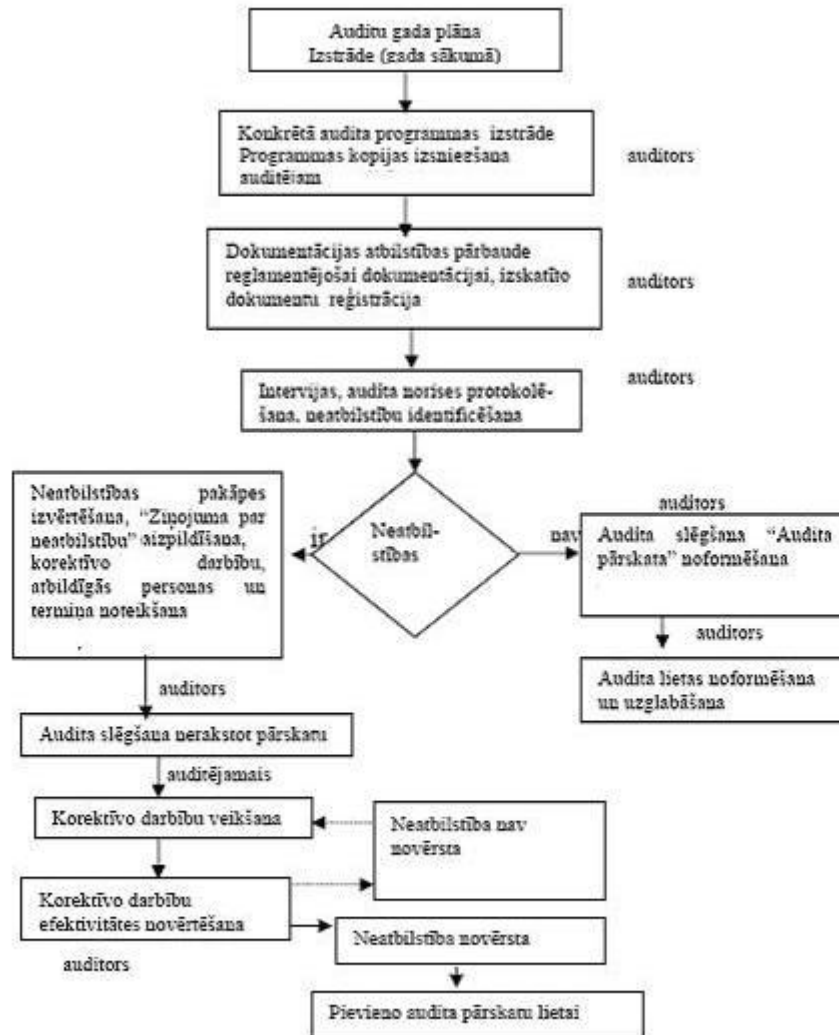 Auditu gada plāna
Izstrāde (gada sākumā)
Konkrētā audita programmas izstrāde
Programmas kopijas izsniegšana
auditējam
auditors
Dokumentācijas atbilstības pārbaude
reglamentējošai dokumentācijai, izskatīto
dokumentu reģistrācija
auditors
auditors
Intervijas, audita norises protokolē-
šana, neatbilstību identificēšana
Neatbilstības pakāpes
izvērtēšana, “Ziņojuma par
neatbilstību” aizpildīšana,
korektīvo darbību,
atbildīgās personas un
termiņa noteikšana
ir
Neatbil-
stības
nav
auditors
Audita slēgšana “Audita
pārskata” noformēšana
auditors
Audita lietas noformēšana
un uzglabāšana
auditors
Audita slēgšana nerakstot pārskatu
auditējamais
Korektīvo darbību veikšana
Neatbilstība nav
novērsta
Korektīvo darbību
efektivitātes novērtēšana
Neatbilstība novērsta
auditors
Pievieno audita pārskatu lietai